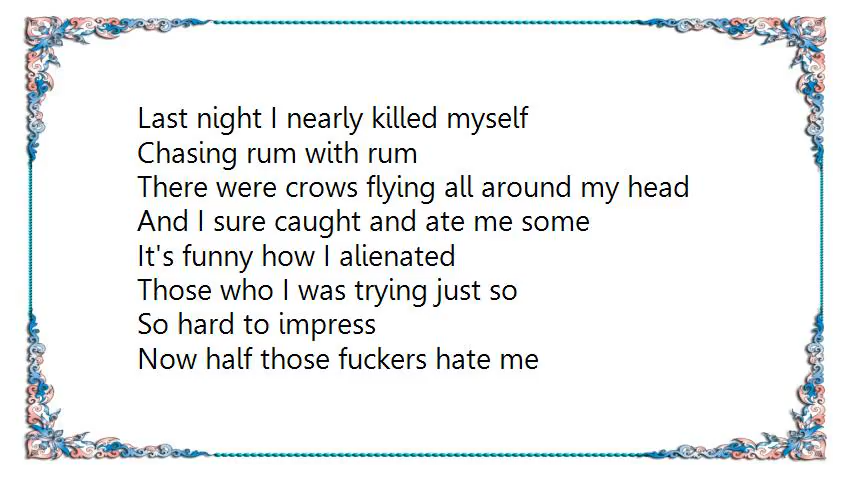 Last night I nearly killed myself
Chasing rum with rum
There were crows flying all around my head
And I sure caught and ate me some
It's funny how I alienated
Those who I was trying just so
So hard to impress
Now half those fuckers hate me